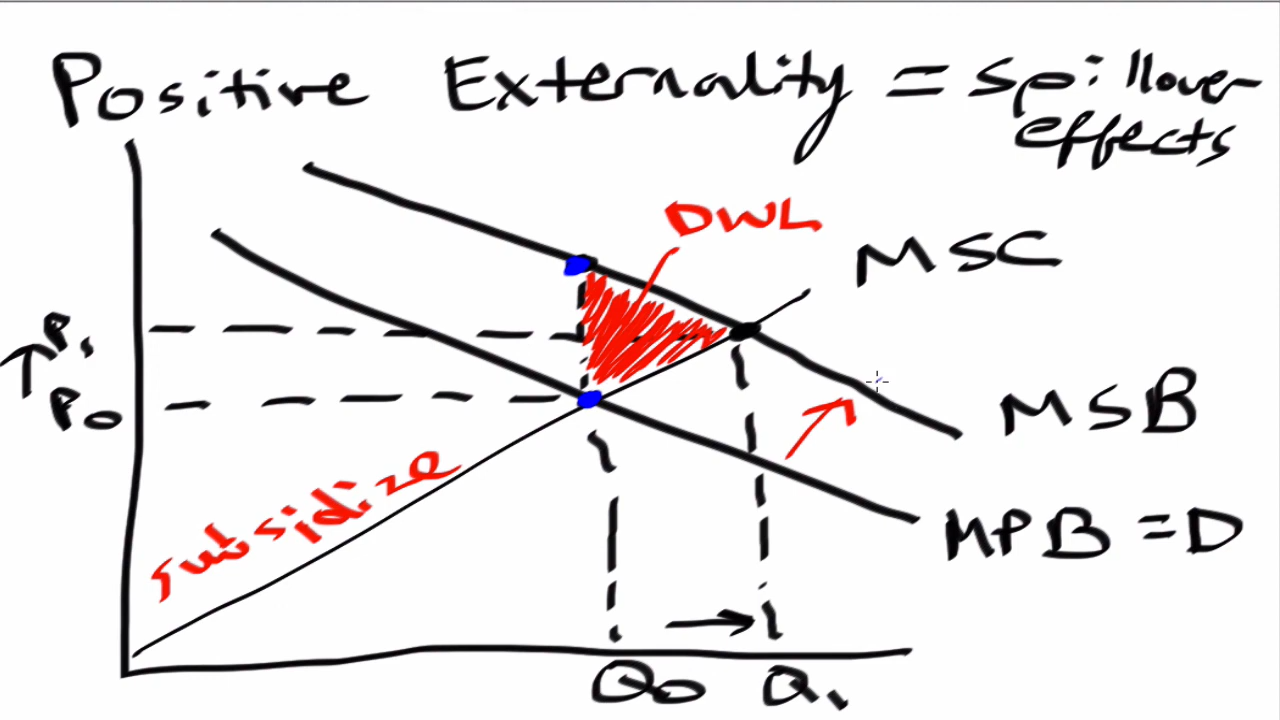 Positive Externality = spillover
effects
DWL
MSC
P₁
P₀
MSB
subsidize
MPB = D
Q₀ Q₁